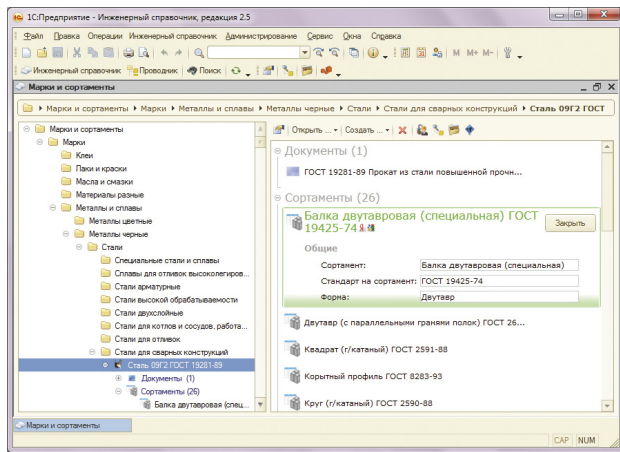 1С:Предприятие - Инженерный справочник, редакция 2.5
Файл Правка Операции Инженерный справочник Администрирование Сервис Окна Справка
M M+ M-
Инженерный справочник Проводник Поиск
Марки и сортаменты
Марки и сортаменты Марки Металлы и сплавы Металлы черные Стали Стали для сварных конструкций Сталь 09Г2 ГОСТ
Марки и сортаменты
Марки
Клеи
Лаки и краски
Масла и смазки
Материалы разные
Металлы и сплавы
Металлы цветные
Металлы черные
Стали
Специальные стали и сплавы
Сплавы для отливок высоколегиров...
Стали арматурные
Стали высокой обрабатываемости
Стали двухслойные
Стали для котлов и сосудов, работа...
Стали для отливок
Стали для сварных конструкций
Сталь 09Г2 ГОСТ 19281-89
Документы (1)
Сортаменты (26)
Балка двутавровая (спец...
Открыть ... Создать ...
Документы (1)
ГОСТ 19281-89 Прокат из стали повышенной прочн...
Сортаменты (26)
Балка двутавровая (специальная) ГОСТ
19425-74
Закрыть
Общие
Сортамент: Балка двутавровая (специальная)
Стандарт на сортамент: ГОСТ 19425-74
Форма: Двутавр
Двутавр (с параллельными гранями полок) ГОСТ 26...
Квадрат (г/катаный) ГОСТ 2591-88
Корытный профиль ГОСТ 8283-93
Круг (г/катаный) ГОСТ 2590-88
Марки и сортаменты
CAP NUM